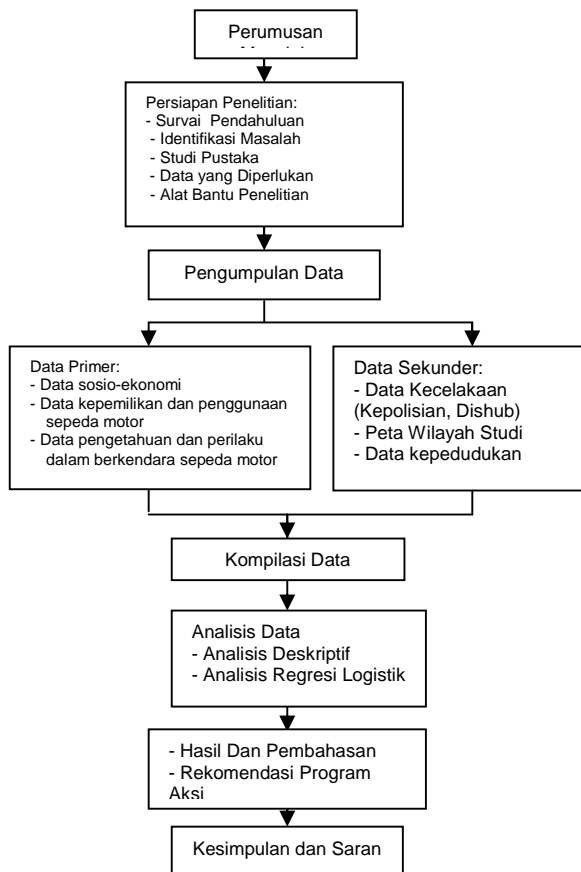 Perumusan
Persiapan Penelitian:
- Survai Pendahuluan
- Identifikasi Masalah
- Studi Pustaka
- Data yang Diperlukan
- Alat Bantu Penelitian
Pengumpulan Data
Data Primer:
- Data sosio-ekonomi
- Data kepemilikan dan penggunaan
sepeda motor
- Data pengetahuan dan perilaku
dalam berkendara sepeda motor
Data Sekunder:
- Data Kecelakaan
(Kepolisian, Dishub)
- Peta Wilayah Studi
- Data kepedudukan
Kompilasi Data
Analisis Data
- Analisis Deskriptif
- Analisis Regresi Logistik
- Hasil Dan Pembahasan
- Rekomendasi Program
Aksi
Kesimpulan dan Saran